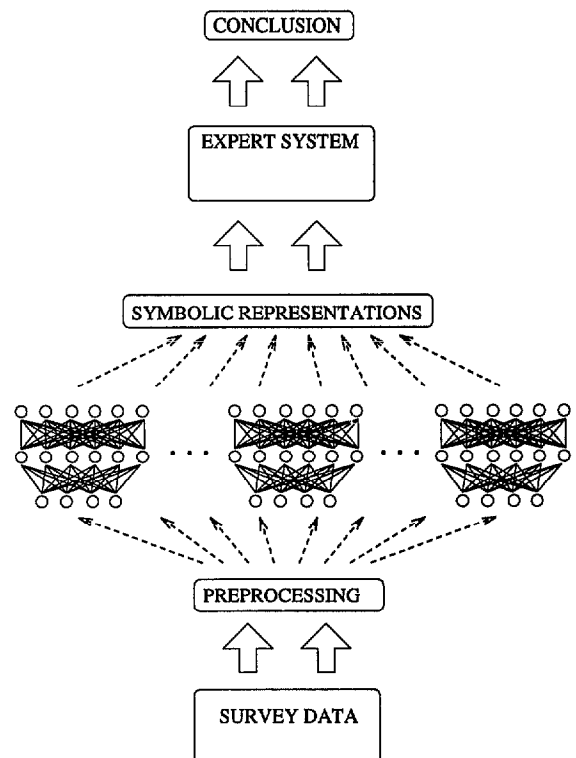 CONCLUSION
EXPERT SYSTEM
SYMBOLIC REPRESENTATIONS
PREPROCESSING
SURVEY DATA